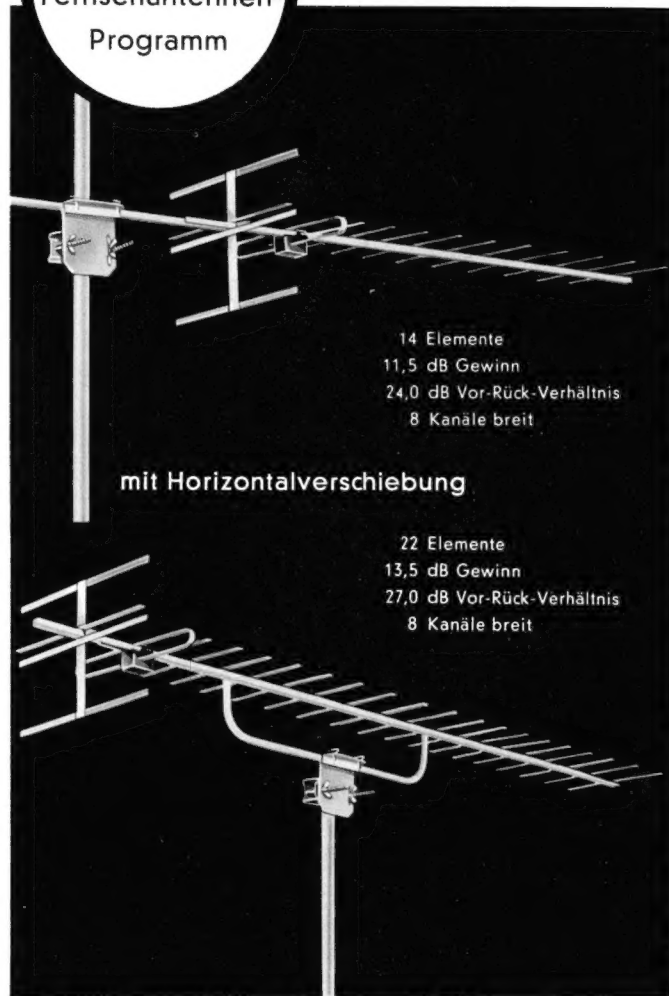 Fernsehantennen
Programm
14 Elemente
11,5 dB Gewinn
24,0 dB Vor-Rück-Verhältnis
8 Kanäle breit
mit Horizontalverschiebung
22 Elemente
13,5 dB Gewinn
27,0 dB Vor-Rück-Verhältnis
8 Kanäle breit